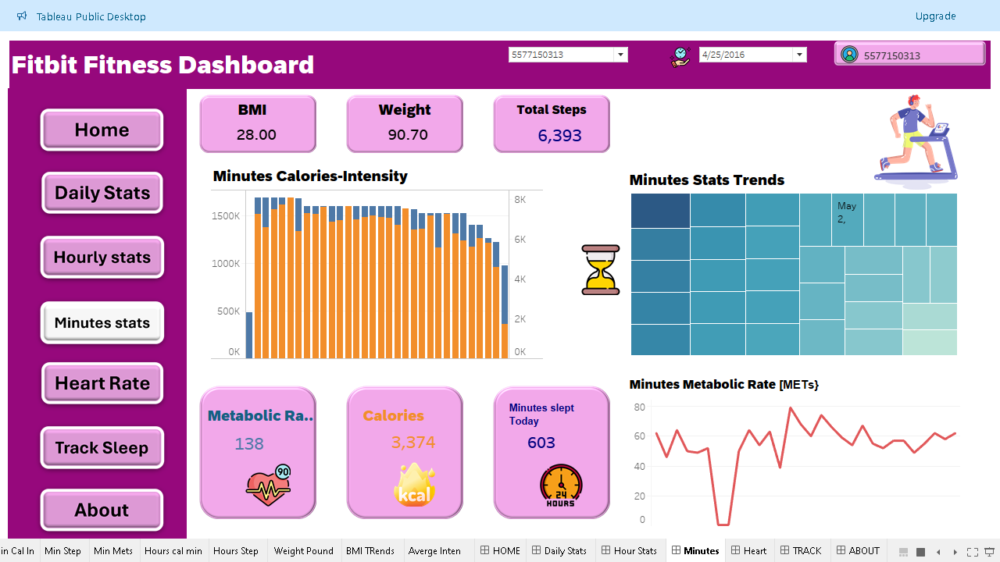 Tableau Public Desktop
Upgrade
Fitbit Fitness Dashboard
5577150313
4/25/2016
5577150313
Home
Daily Stats
Hourly stats
Minutes stats
Heart Rate
Track Sleep
About
BMI
28.00
Weight
90.70
Total Steps
6,393
Minutes Calories-Intensity
1500K
1000K
500K
0K
8K
6K
4K
2K
0K
Minutes Stats Trends
May
2,
Metabolic Ra..
138
90
Calories
3,374
kcal
Minutes slept
Today
603
24
HOURS
Minutes Metabolic Rate [METs}
80
60
40
20
0
in Cal In
Min Step
Min Mets
Hours cal min
Hours Step
Weight Pound
BMI TRends
Averge Inten
HOME
Daily Stats
Hour Stats
Minutes
Heart
TRACK
ABOUT